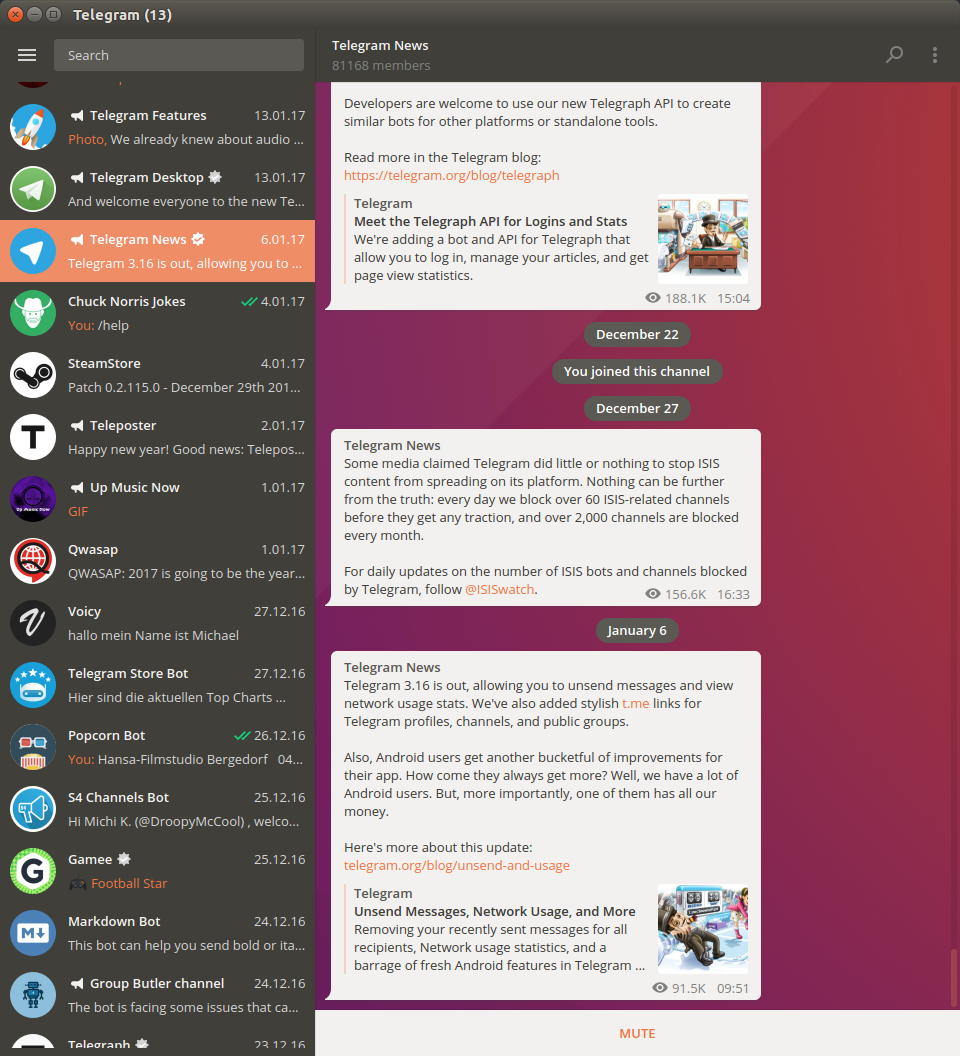 Telegram (13)
Search
Telegram Features 13.01.17
Photo, We already knew about audio ...
Telegram Desktop 13.01.17
And welcome everyone to the new Te...
Telegram News 6.01.17
Telegram 3.16 is out, allowing you to ...
Chuck Norris Jokes 4.01.17
You: /help
SteamStore 4.01.17
Patch 0.2.115.0 - December 29th 201...
T
Teleposter 2.01.17
Happy new year! Good news: Telepos...
Up Music Now
Up Music Now 1.01.17
GIF
Qwasap 1.01.17
QWASAP: 2017 is going to be the year...
V
Voicy 27.12.16
hallo mein Name ist Michael
Telegram Store Bot 27.12.16
Hier sind die aktuellen Top Charts ...
Popcorn Bot 26.12.16
You: Hansa-Filmstudio Bergedorf 04...
S4 Channels Bot 25.12.16
Hi Michi K. (@DroopyMcCool) , welco...
G
Gamee 25.12.16
Football Star
M
Markdown Bot 24.12.16
This bot can help you send bold or ita...
Group Butler channel 24.12.16
The bot is facing some issues that ca...
Telegraph 23.12.16
Telegram News
81168 members
Developers are welcome to use our new Telegraph API to create
similar bots for other platforms or standalone tools.
Read more in the Telegram blog:
https://telegram.org/blog/telegraph
Telegram
Meet the Telegraph API for Logins and Stats
We're adding a bot and API for Telegraph that
allow you to log in, manage your articles, and get
page view statistics.
188.1K 15:04
December 22
You joined this channel
December 27
Telegram News
Some media claimed Telegram did little or nothing to stop ISIS
content from spreading on its platform. Nothing can be further
from the truth: every day we block over 60 ISIS-related channels
before they get any traction, and over 2,000 channels are blocked
every month.
For daily updates on the number of ISIS bots and channels blocked
by Telegram, follow @ISISwatch.
156.6K 16:33
January 6
Telegram News
Telegram 3.16 is out, allowing you to unsend messages and view
network usage stats. We've also added stylish t.me links for
Telegram profiles, channels, and public groups.
Also, Android users get another bucketful of improvements for
their app. How come they always get more? Well, we have a lot of
Android users. But, more importantly, one of them has all our
money.
Here's more about this update:
telegram.org/blog/unsend-and-usage
Telegram
Unsend Messages, Network Usage, and More
Removing your recently sent messages for all
recipients, Network usage statistics, and a
barrage of fresh Android features in Telegram ...
91.5K 09:51
MUTE